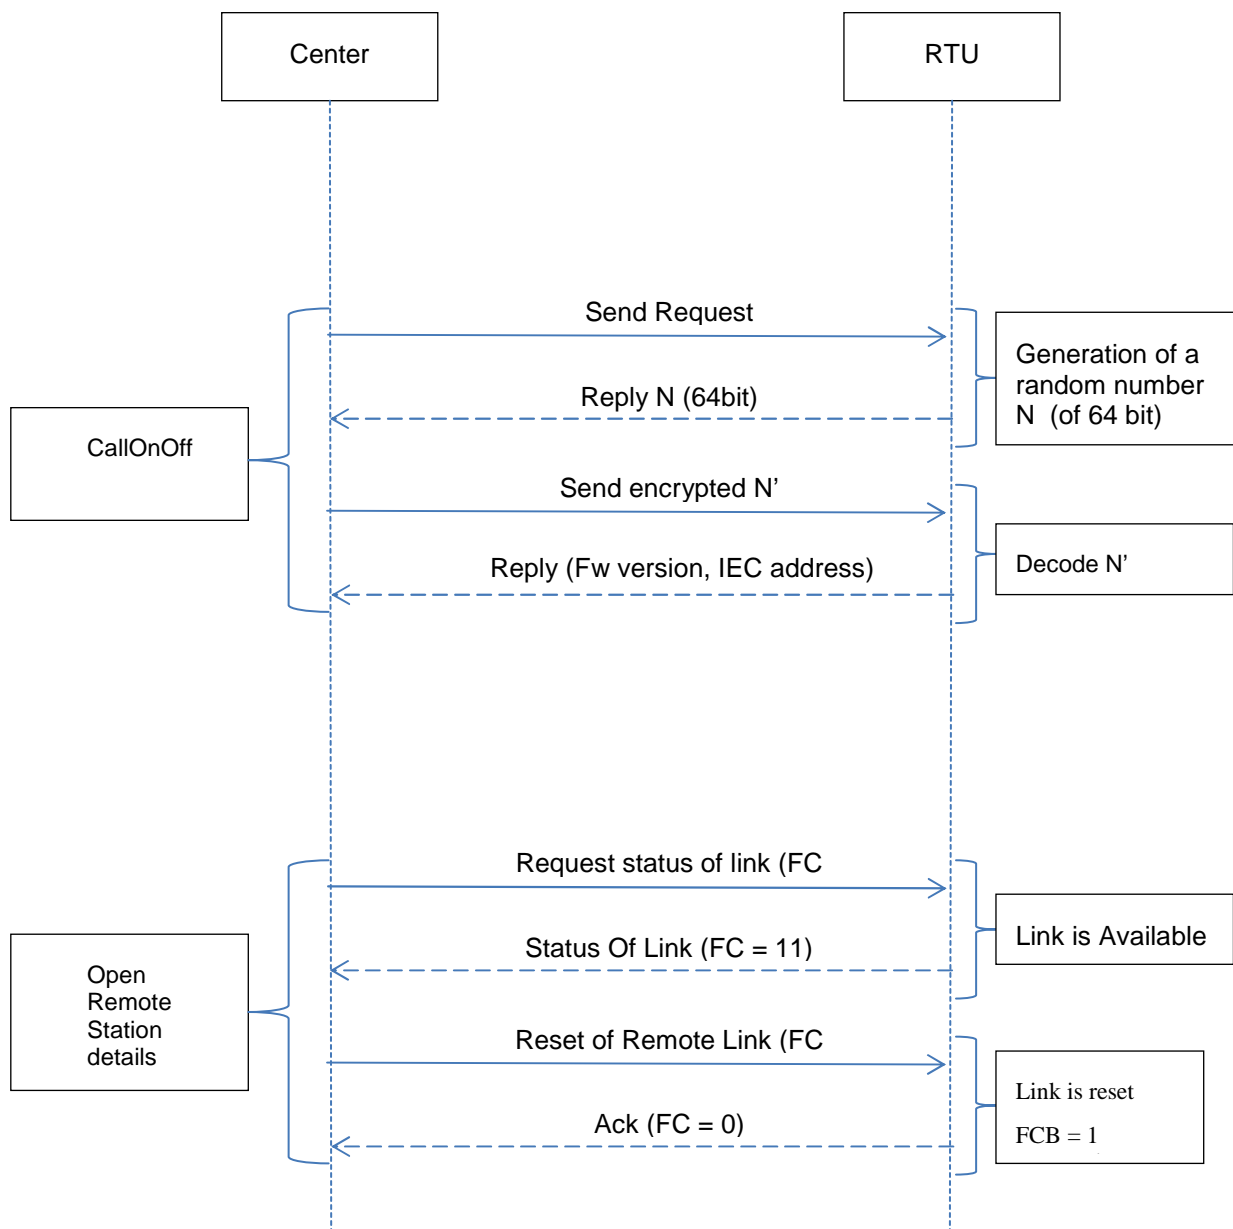 Center
RTU
Send Request
Generation of a
random number
N (of 64 bit)
Reply N (64bit)
CallOnOff
Send encrypted N’
Decode N’
Reply (Fw version, IEC address)
Request status of link (FC
Link is Available
Status Of Link (FC = 11)
Open
Remote
Station
details
Reset of Remote Link (FC
Link is reset
FCB = 1
Ack (FC = 0)